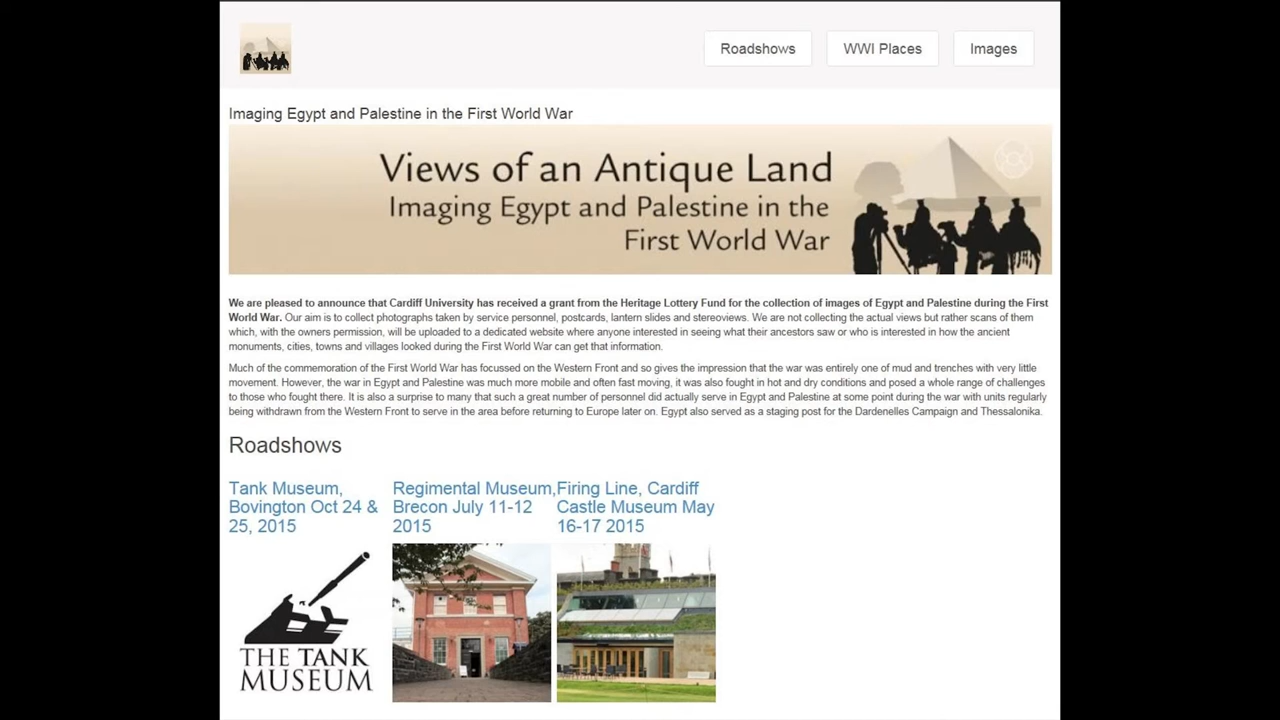 Roadshows
WWI Places
Images
Imaging Egypt and Palestine in the First World War
Views of an Antique Land
Imaging Egypt and Palestine in the
First World War
We are pleased to announce that Cardiff University has received a grant from the Heritage Lottery Fund for the collection of images of Egypt and Palestine during the First
World War. Our aim is to collect photographs taken by service personnel, postcards, lantern slides and stereoviews. We are not collecting the actual views but rather scans of them
which, with the owners permission, will be uploaded to a dedicated website where anyone interested in seeing what their ancestors saw or who is interested in how the ancient
monuments, cities, towns and villages looked during the First World War can get that information.
Much of the commemoration of the First World War has focussed on the Western Front and so gives the impression that the war was entirely one of mud and trenches with very little
movement. However, the war in Egypt and Palestine was much more mobile and often fast moving, it was also fought in hot and dry conditions and posed a whole range of challenges
to those who fought there. It is also a surprise to many that such a great number of personnel did actually serve in Egypt and Palestine at some point during the war with units regularly
being withdrawn from the Western Front to serve in the area before returning to Europe later on. Egypt also served as a staging post for the Dardenelles Campaign and Thessalonika.
Roadshows
Tank Museum,
Bovington Oct 24 &
25, 2015
Regimental Museum,
Brecon July 11-12
2015
Firing Line, Cardiff
Castle Museum May
16-17 2015
THE TANK
MUSEUM